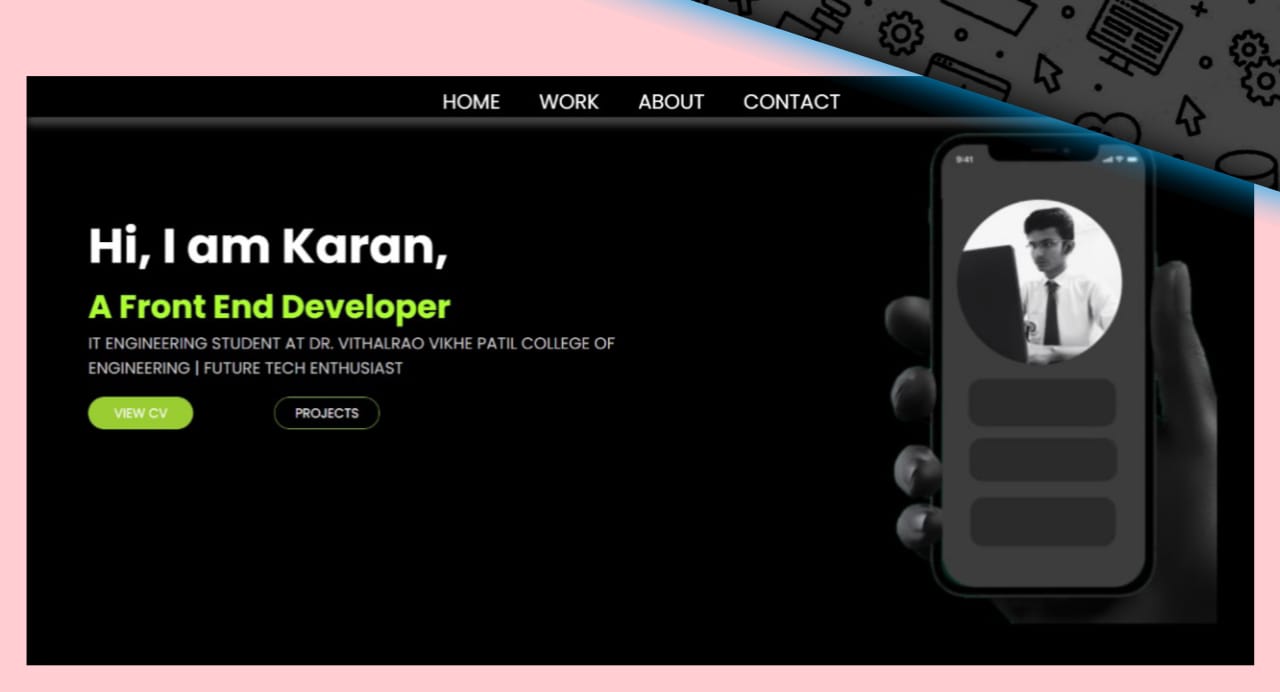 HOME WORK ABOUT CONTACT
9:41
Hi, I am Karan,
A Front End Developer
IT ENGINEERING STUDENT AT DR. VITHALRAO VIKHE PATIL COLLEGE OF
ENGINEERING | FUTURE TECH ENTHUSIAST
VIEW CV PROJECTS